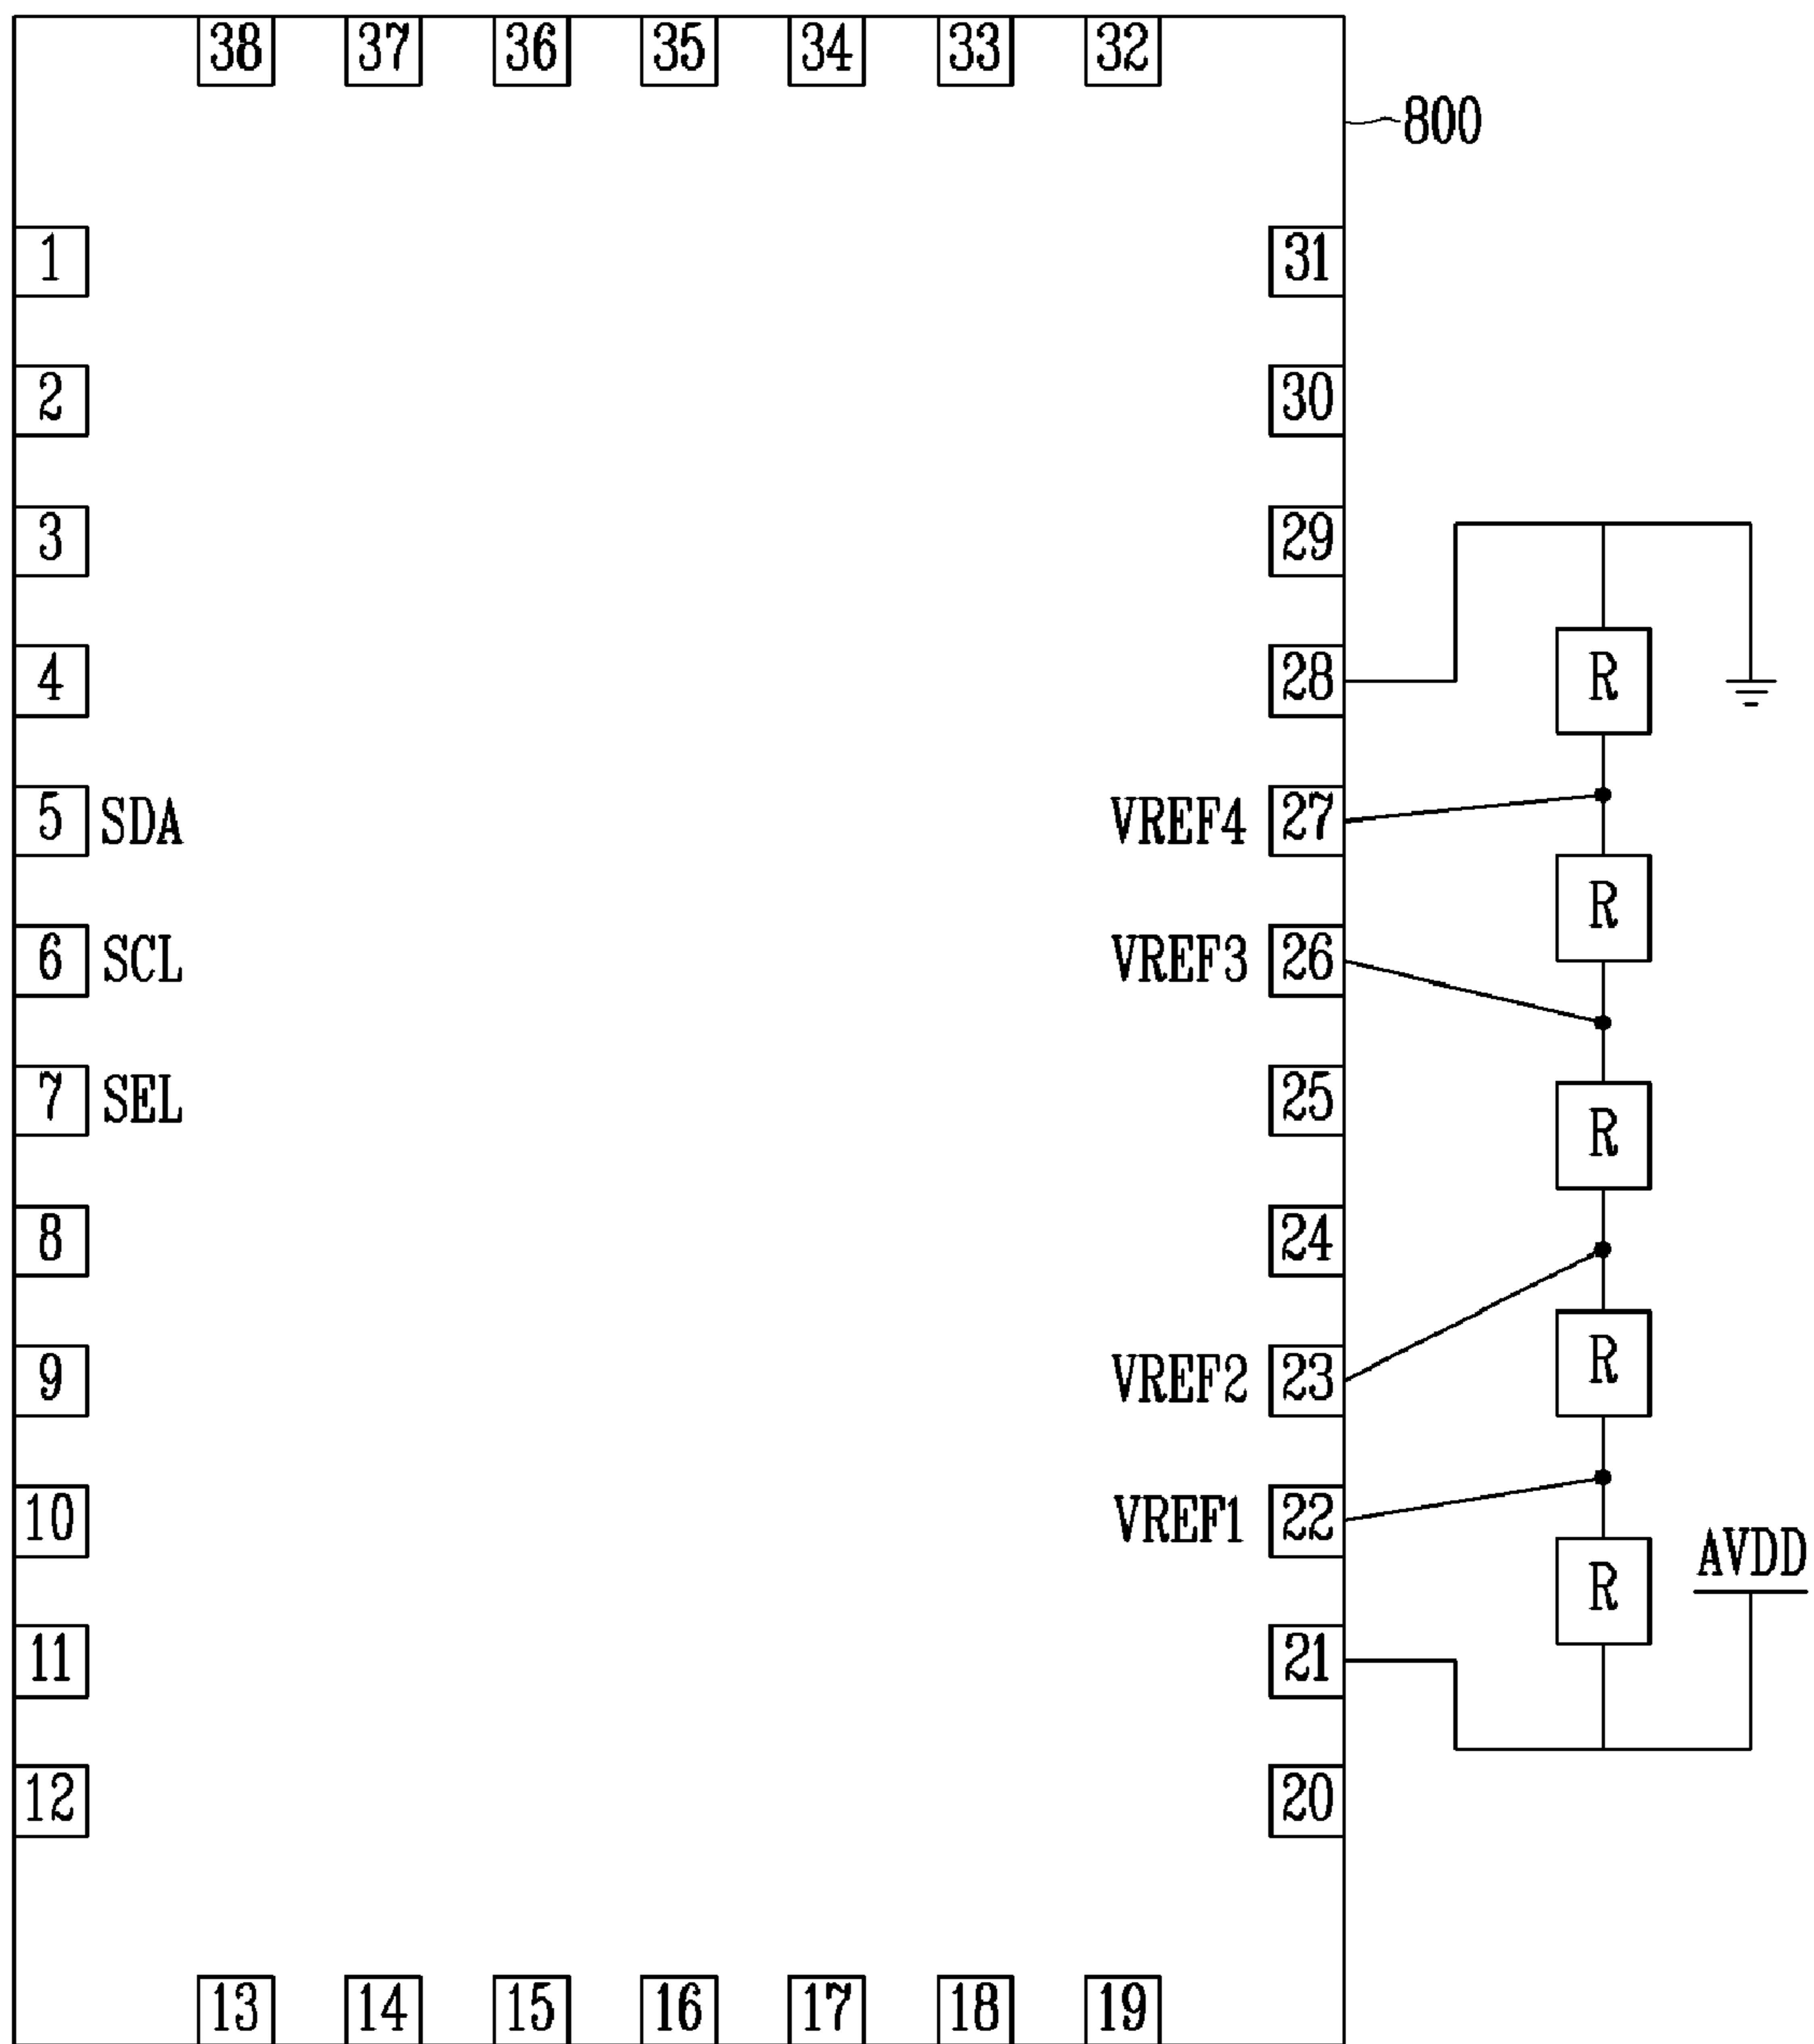 38 37 36 35 34 33 32
800
1 31
2 30
3 29
4 28 R
5 SDA VREF4 27
R
6 SCL VREF3 26
7 SEL 25 R
8 24
9 VREF2 23 R
10 VREF1 22
AVDD
R
11 21
12 20
13 14 15 16 17 18 19